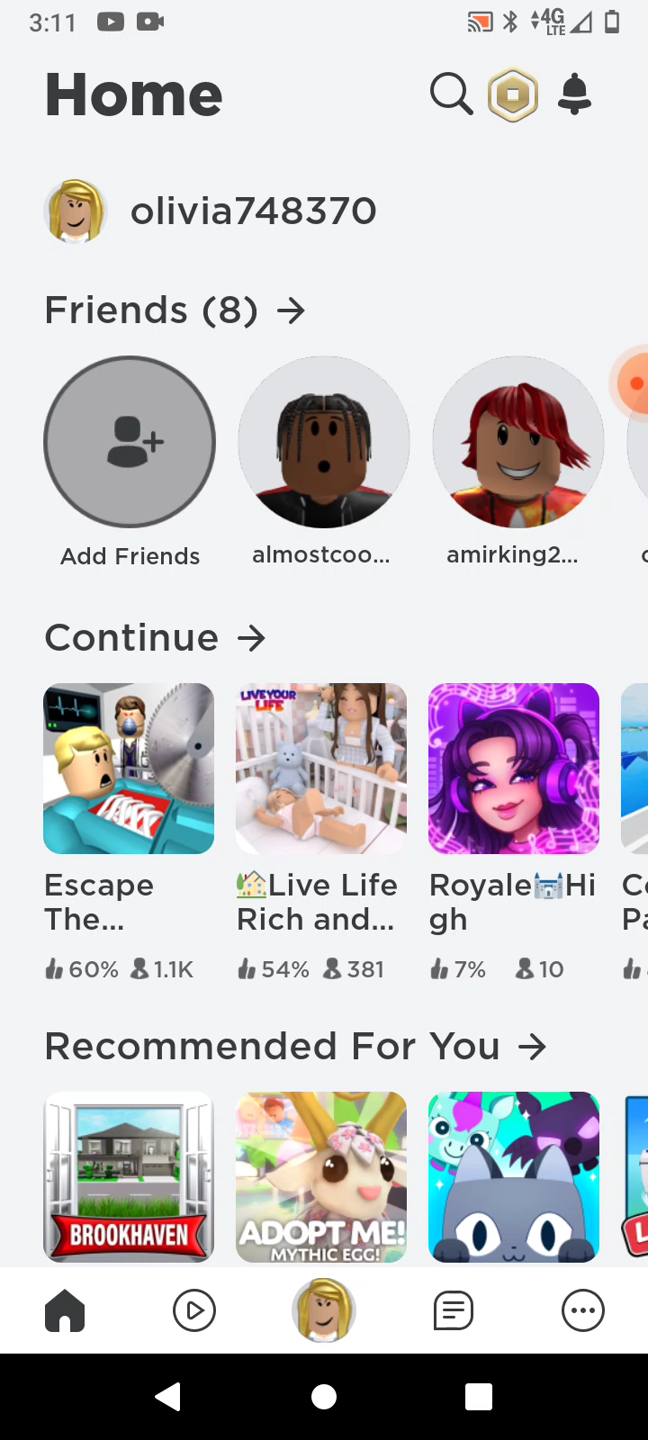 3:11
4G
LTE
Home
olivia748370
Friends (8) →
Add Friends
almostcoo...
amirking2...
Continue →
LIVE YOUR
LIFE
Escape
The...
🏡Live Life
Rich and...
Royale🏰Hi
gh
60% 1.1K
54% 381
7% 10
Recommended For You →
BROOKHAVEN
ADOPT ME!
MYTHIC EGG!